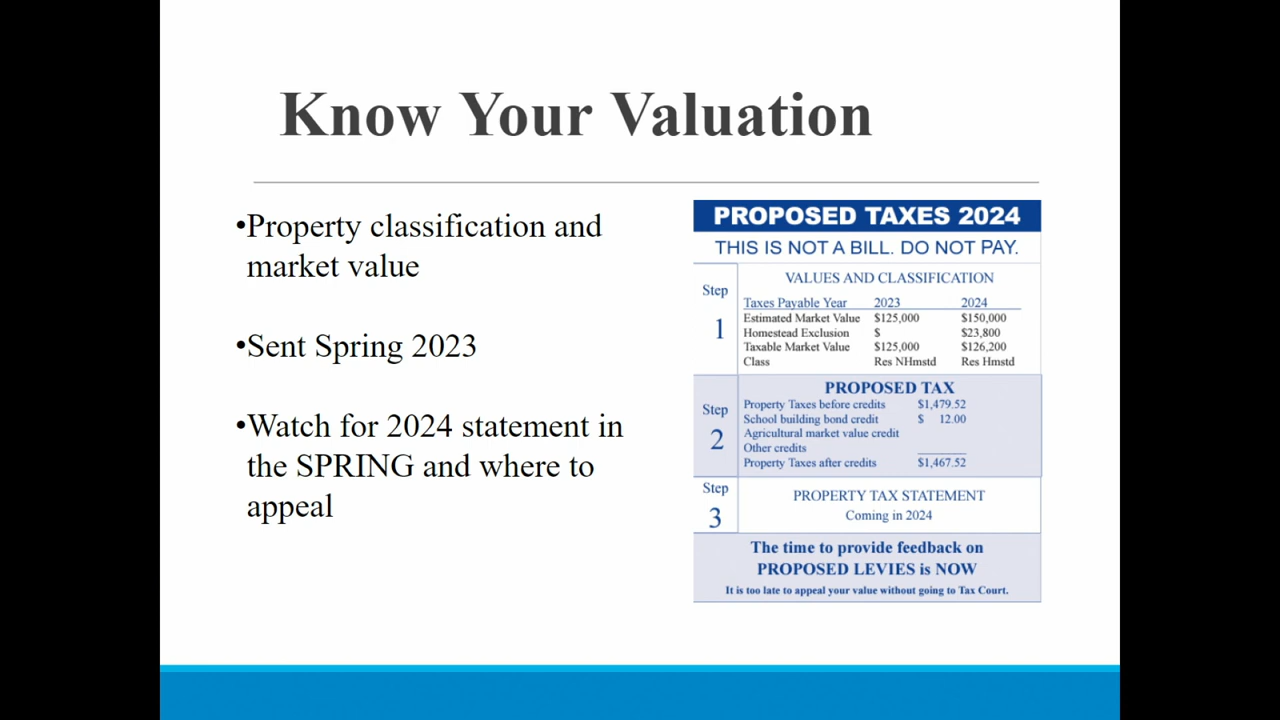 Know Your Valuation
•Property classification and
market value
•Sent Spring 2023
•Watch for 2024 statement in
the SPRING and where to
appeal
PROPOSED TAXES 2024
THIS IS NOT A BILL. DO NOT PAY.
Step
1
VALUES AND CLASSIFICATION
Taxes Payable Year 2023 2024
Estimated Market Value $125,000 $150,000
Homestead Exclusion $ $23,800
Taxable Market Value $125,000 $126,200
Class Res NHmstd Res Hmstd
Step
2
PROPOSED TAX
Property Taxes before credits $1,479.52
School building bond credit $ 12.00
Agricultural market value credit
Other credits
Property Taxes after credits $1,467.52
Step
3
PROPERTY TAX STATEMENT
Coming in 2024
The time to provide feedback on
PROPOSED LEVIES is NOW
It is too late to appeal your value without going to Tax Court.